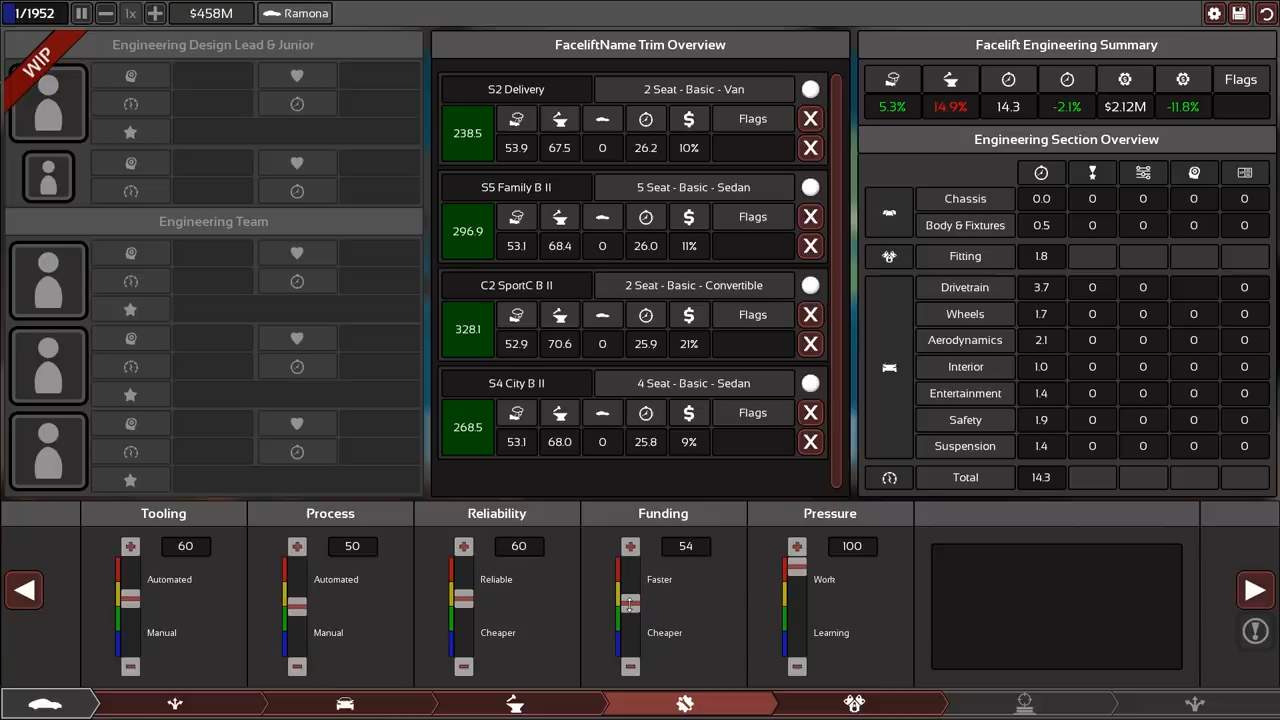 1/1952
1x
$458M
Ramona
WIP
Engineering Design Lead & Junior
Engineering Team
FaceliftName Trim Overview
S2 Delivery
2 Seat - Basic - Van
238.5
$
Flags
X
53.9
67.5
0
26.2
10%
X
S5 Family B II
5 Seat - Basic - Sedan
296.9
$
Flags
X
53.1
68.4
0
26.0
11%
X
C2 SportC B II
2 Seat - Basic - Convertible
328.1
$
Flags
X
52.9
70.6
0
25.9
21%
X
S4 City B II
4 Seat - Basic - Sedan
268.5
$
Flags
X
53.1
68.0
0
25.8
9%
X
Facelift Engineering Summary
Flags
5.3%
14.9%
14.3
-2.1%
$2.12M
-11.8%
Engineering Section Overview
Chassis 0.0 0 0 0 0
Body & Fixtures 0.5 0 0 0 0
Fitting 1.8
Drivetrain 3.7 0 0 0
Wheels 1.7 0 0 0 0
Aerodynamics 2.1 0 0 0 0
Interior 1.0 0 0 0 0
Entertainment 1.4 0 0 0 0
Safety 1.9 0 0 0 0
Suspension 1.4 0 0 0 0
Total 14.3
Tooling
60
Automated
Manual
Process
50
Automated
Manual
Reliability
60
Reliable
Cheaper
Funding
54
Faster
Cheaper
Pressure
100
Work
Learning